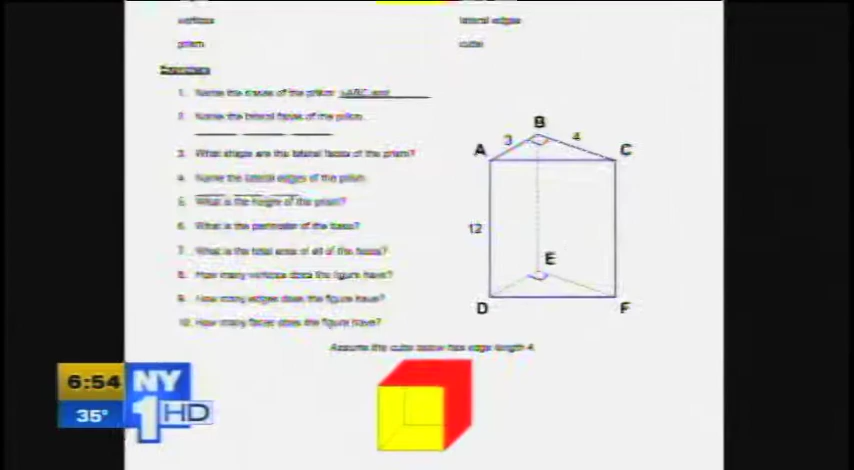 vertices lateral edges
prism cube
Exercises
1. Name the bases of the prism: ▵ABC and
2. Name the lateral faces of the prism.
3. What shape are the lateral faces of the prism?
4. Name the lateral edges of the prism.
5. What is the height of the prism?
6. What is the perimeter of the base?
7. What is the total area of all of the faces?
8. How many vertices does the figure have?
9. How many edges does the figure have?
10. How many faces does the figure have?
B
3 4
A C
12
E
D F
Assume the cube below has edge length 4.
6:54 NY
35° 1 HD